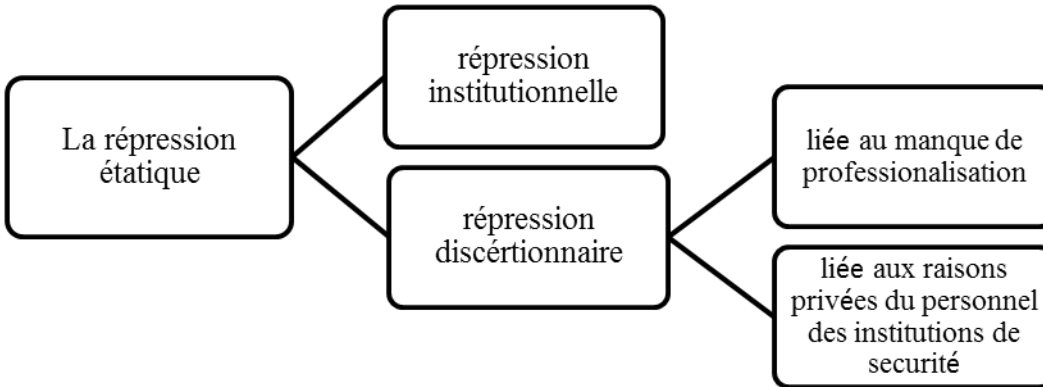 La répression
étatique
répression
institutionnelle
répression
discértionnaire
liée au manque de
professionalisation
liée aux raisons
privées du personnel
des institutions de
securité